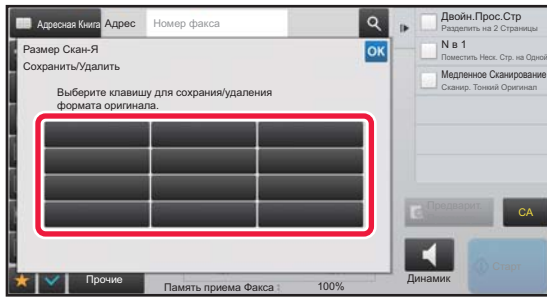 Адресная Книга
Адрес
Номер факса
Размер Скан-Я
OK
Сохранить/Удалить
Выберите клавишу для сохрания/удаления
формата оригинала.
Двойн.Прос.Стр
Разделить на 2 Страницы
N в 1
Поместить Неск. Стр. на Одной
Медленное Сканирование
Сканир. Тонкий Оригинал
Предварит.
CA
Старт
Прочие
Память приема Факса :
100%
Динамик